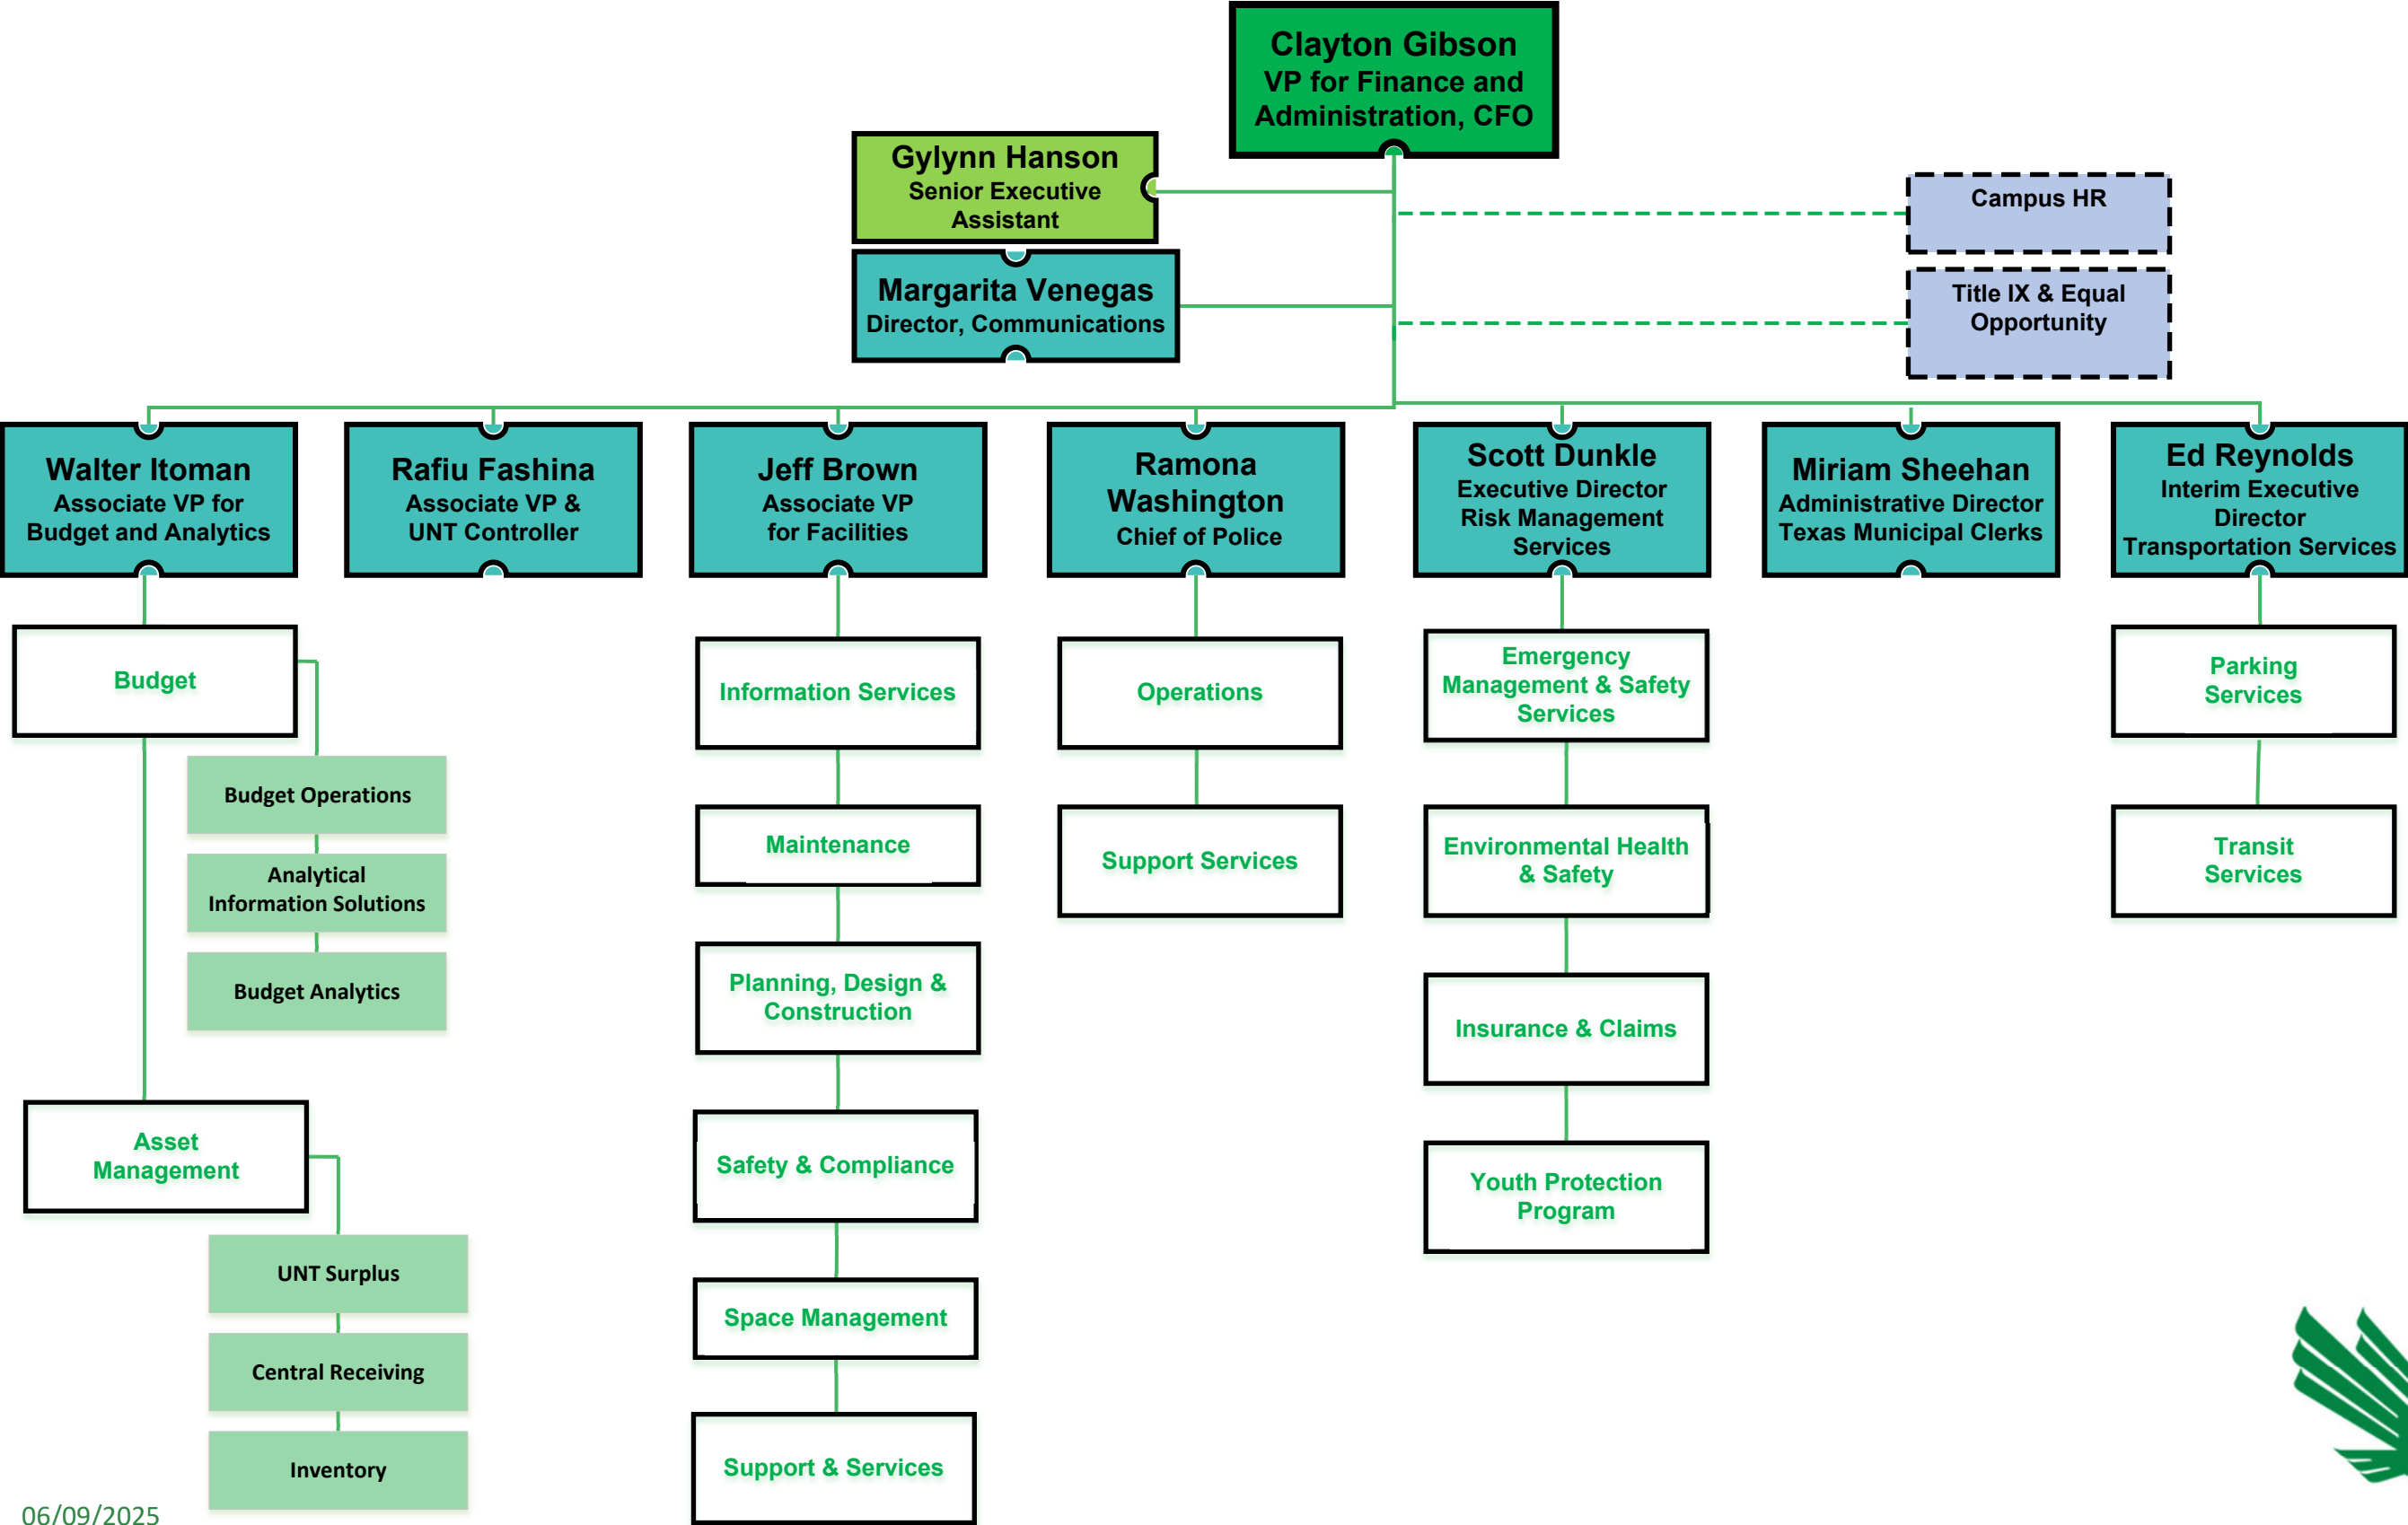 Clayton Gibson
VP for Finance and
Administration, CFO
Gylynn Hanson
Senior Executive
Assistant
Margarita Venegas
Director, Communications
Campus HR
Title IX & Equal
Opportunity
Walter Itoman
Associate VP for
Budget and Analytics
Rafiu Fashina
Associate VP &
UNT Controller
Jeff Brown
Associate VP
for Facilities
Ramona
Washington
Chief of Police
Scott Dunkle
Executive Director
Risk Management
Services
Miriam Sheehan
Administrative Director
Texas Municipal Clerks
Ed Reynolds
Interim Executive
Director
Transportation Services
Budget
Budget Operations
Analytical
Information Solutions
Budget Analytics
Asset
Management
UNT Surplus
Central Receiving
Inventory
Information Services
Maintenance
Planning, Design &
Construction
Safety & Compliance
Space Management
Support & Services
Operations
Support Services
Emergency
Management & Safety
Services
Environmental Health
& Safety
Insurance & Claims
Youth Protection
Program
Parking
Services
Transit
Services
06/09/2025